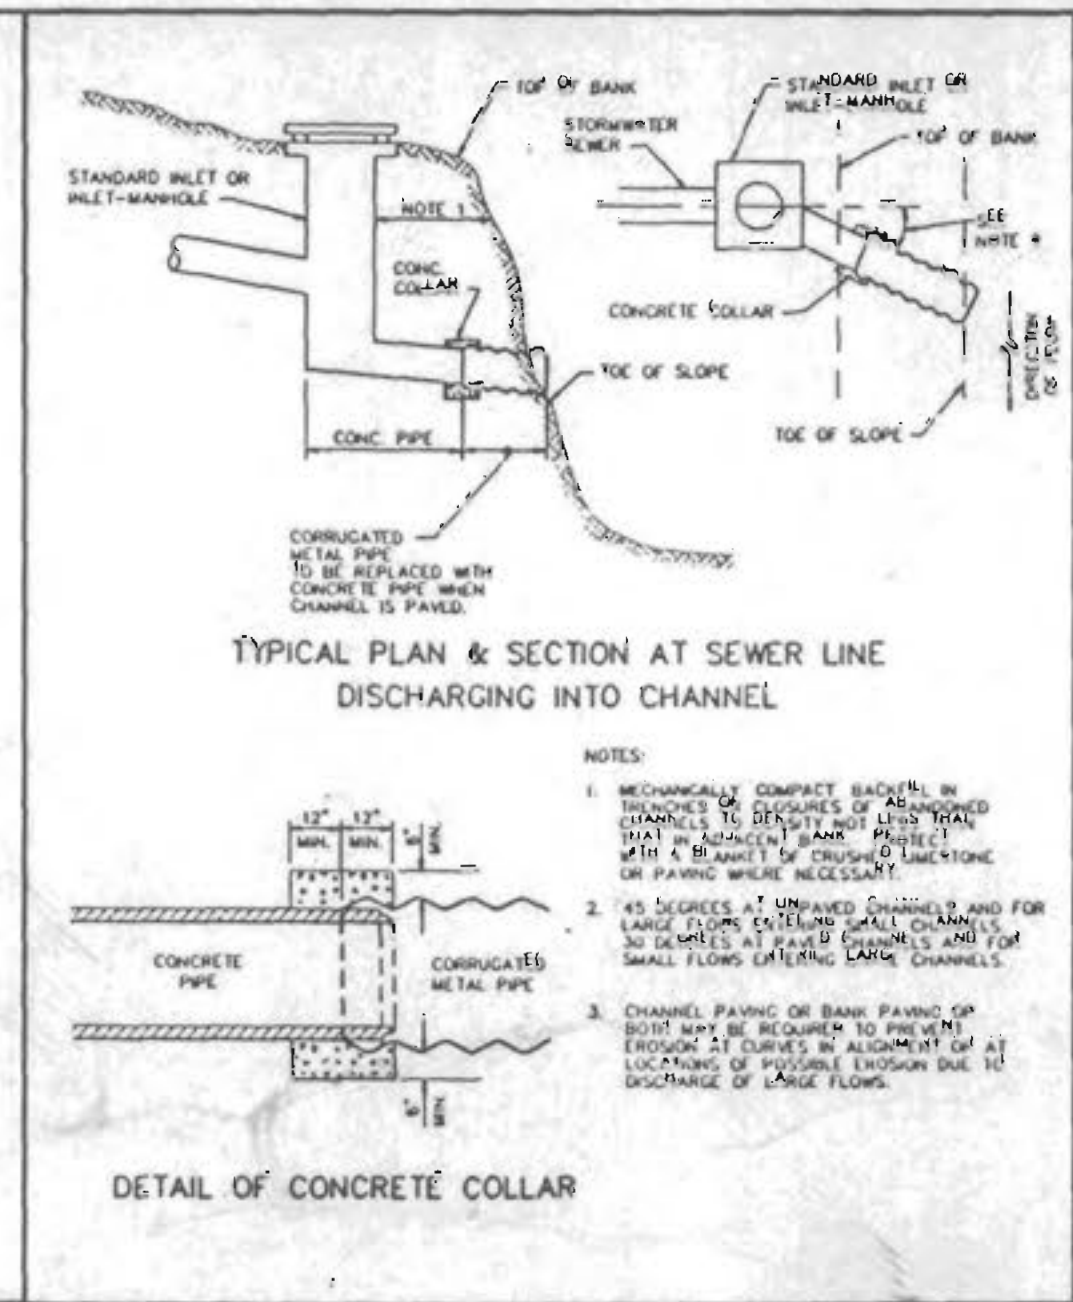 TOP OF BANK
STANDARD INLET OR
INLET-MANHOLE
NOTE 1
CONC.
COLLAR
TOE OF SLOPE
CONC. PIPE
CORRUGATED
METAL PIPE
TO BE REPLACED WITH
CONCRETE PIPE WHEN
CHANNEL IS PAVED.
STANDARD INLET OR
INLET-MANHOLE
STORMWATER
SEWER
TOP OF BANK
SEE
NOTE
CONCRETE COLLAR
DIRECTION
OF FLOW
TOE OF SLOPE
TYPICAL PLAN & SECTION AT SEWER LINE
DISCHARGING INTO CHANNEL
12" 12"
MIN. MIN.
6"
MIN.
CONCRETE
PIPE
CORRUGATED
METAL PIPE
6"
MIN.
DETAIL OF CONCRETE COLLAR
NOTES:
1. MECHANICALLY COMPACT BACKFILL IN
TRENCHES OR CLOSURES OF ABANDONED
CHANNELS TO DENSITY NOT LESS THAN
THAT IN ADJACENT BANK. PROTECT
WITH A BLANKET OF CRUSHED LIMESTONE
OR PAVING WHERE NECESSARY.
2. 45 DEGREES AT UNPAVED CHANNELS AND FOR
LARGE FLOWS ENTERING SMALL CHANNELS.
30 DEGREES AT PAVED CHANNELS AND FOR
SMALL FLOWS ENTERING LARGE CHANNELS.
3. CHANNEL PAVING OR BANK PAVING OR
BOTH MAY BE REQUIRED TO PREVENT
EROSION AT CURVES IN ALIGNMENT OR AT
LOCATIONS OF POSSIBLE EROSION DUE TO
DISCHARGE OF LARGE FLOWS.